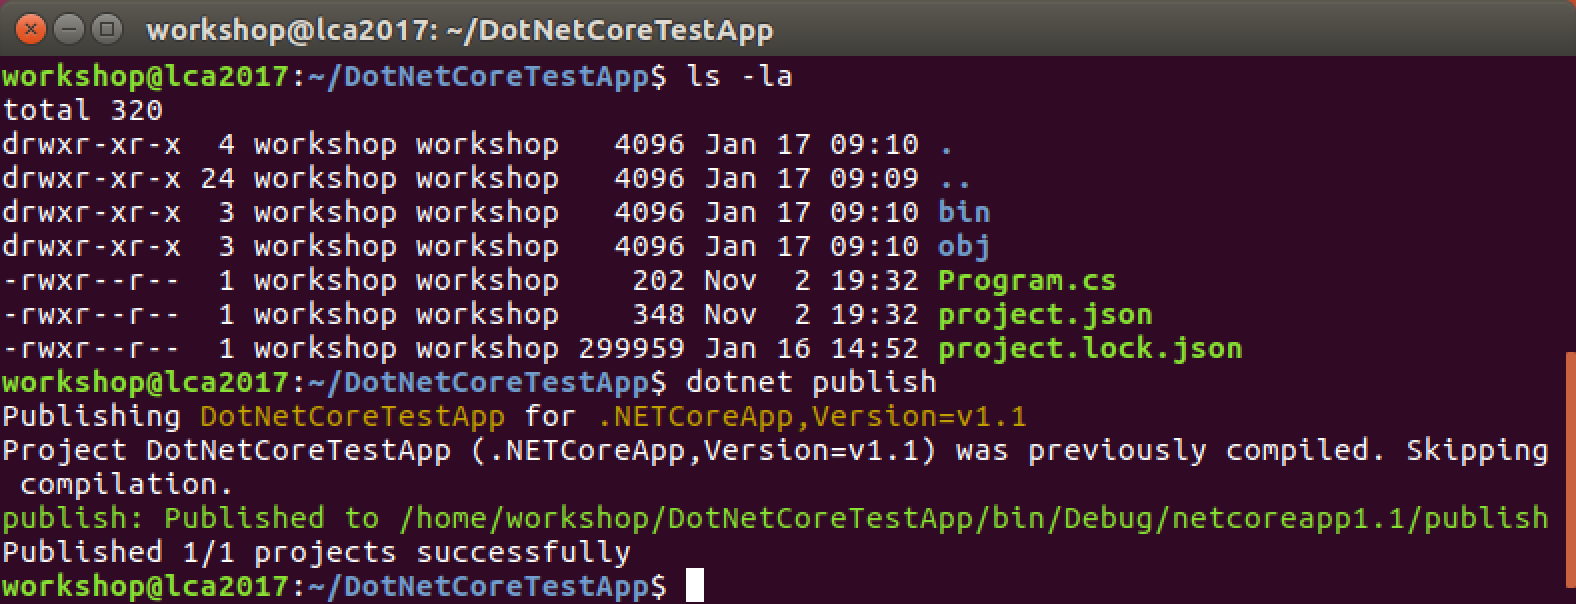 workshop@lca2017: ~/DotNetCoreTestApp
workshop@lca2017:~/DotNetCoreTestApp$ ls -la
total 320
drwxr-xr-x  4 workshop workshop   4096 Jan 17 09:10 .
drwxr-xr-x 24 workshop workshop   4096 Jan 17 09:09 ..
drwxr-xr-x  3 workshop workshop   4096 Jan 17 09:10 bin
drwxr-xr-x  3 workshop workshop   4096 Jan 17 09:10 obj
-rwxr--r--  1 workshop workshop    202 Nov  2 19:32 Program.cs
-rwxr--r--  1 workshop workshop    348 Nov  2 19:32 project.json
-rwxr--r--  1 workshop workshop 299959 Jan 16 14:52 project.lock.json
workshop@lca2017:~/DotNetCoreTestApp$ dotnet publish
Publishing DotNetCoreTestApp for .NETCoreApp,Version=v1.1
Project DotNetCoreTestApp (.NETCoreApp,Version=v1.1) was previously compiled. Skipping
 compilation.
publish: Published to /home/workshop/DotNetCoreTestApp/bin/Debug/netcoreapp1.1/publish
Published 1/1 projects successfully
workshop@lca2017:~/DotNetCoreTestApp$